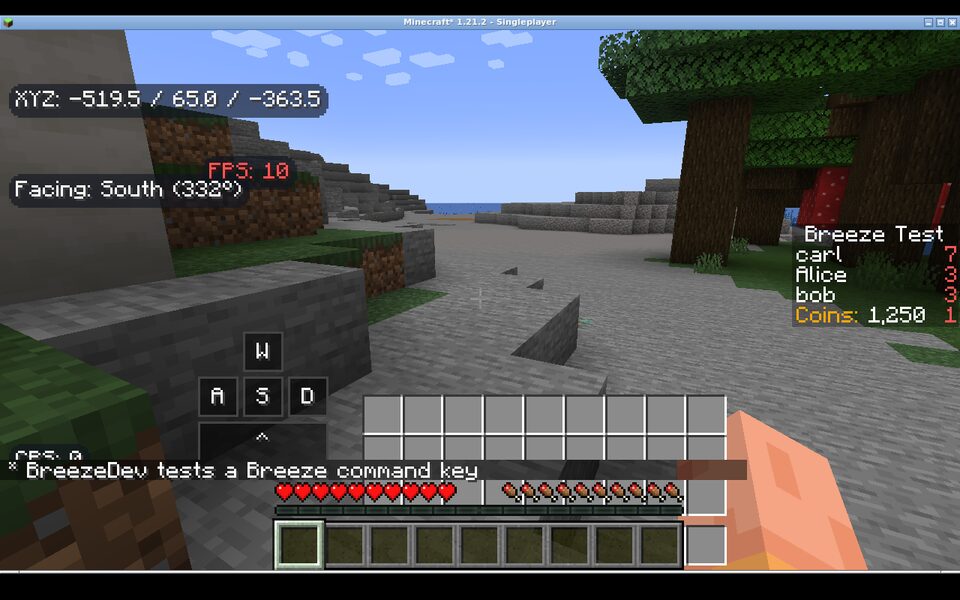 Minecraft* 1.21.2 - Singleplayer
XYZ: -519.5 / 65.0 / -363.5
FPS: 10
Facing: South (332º)
Breeze Test
carl 7
Alice 3
bob 3
Coins: 1,250 1
W
A S D
^
CPS: 0
* BreezeDev tests a Breeze command key